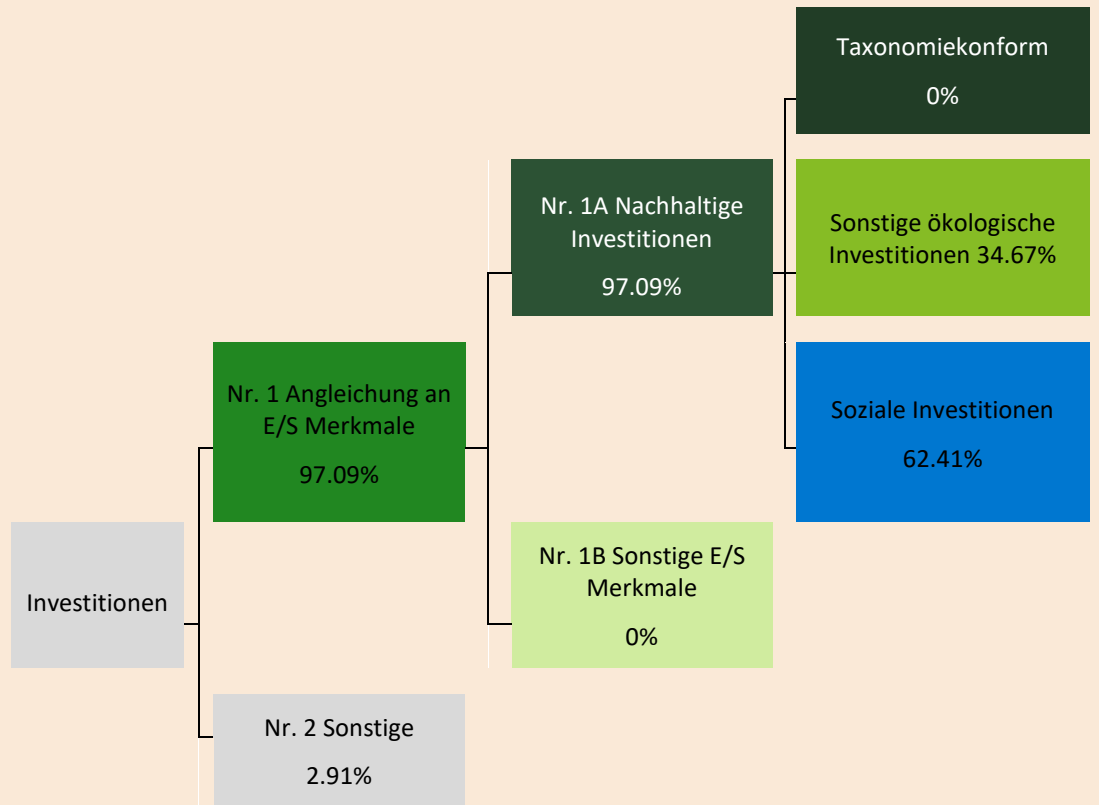 Taxonomiekonform
0%
Nr. 1A Nachhaltige
Investitionen
97.09%
Sonstige ökologische
Investitionen 34.67%
Nr. 1 Angleichung an
E/S Merkmale
97.09%
Soziale Investitionen
62.41%
Investitionen
Nr. 1B Sonstige E/S
Merkmale
0%
Nr. 2 Sonstige
2.91%